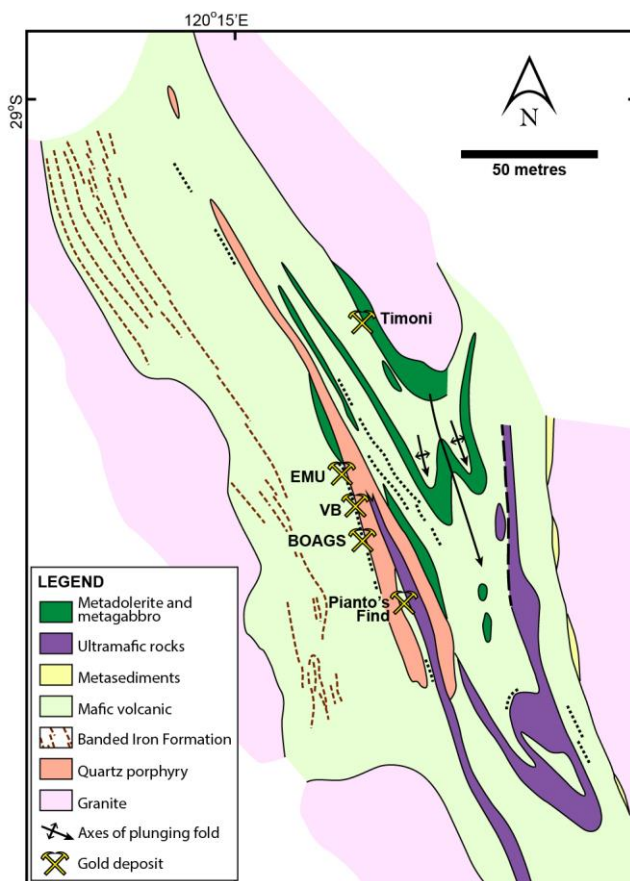 120°15'E
29°S
N
50 metres
Timoni
EMU
VB
BOAGS
Pianto's
Find
LEGEND
Metadolerite and
metagabbro
Ultramafic rocks
Metasediments
Mafic volcanic
Banded Iron Formation
Quartz porphyry
Granite
Axes of plunging fold
Gold deposit